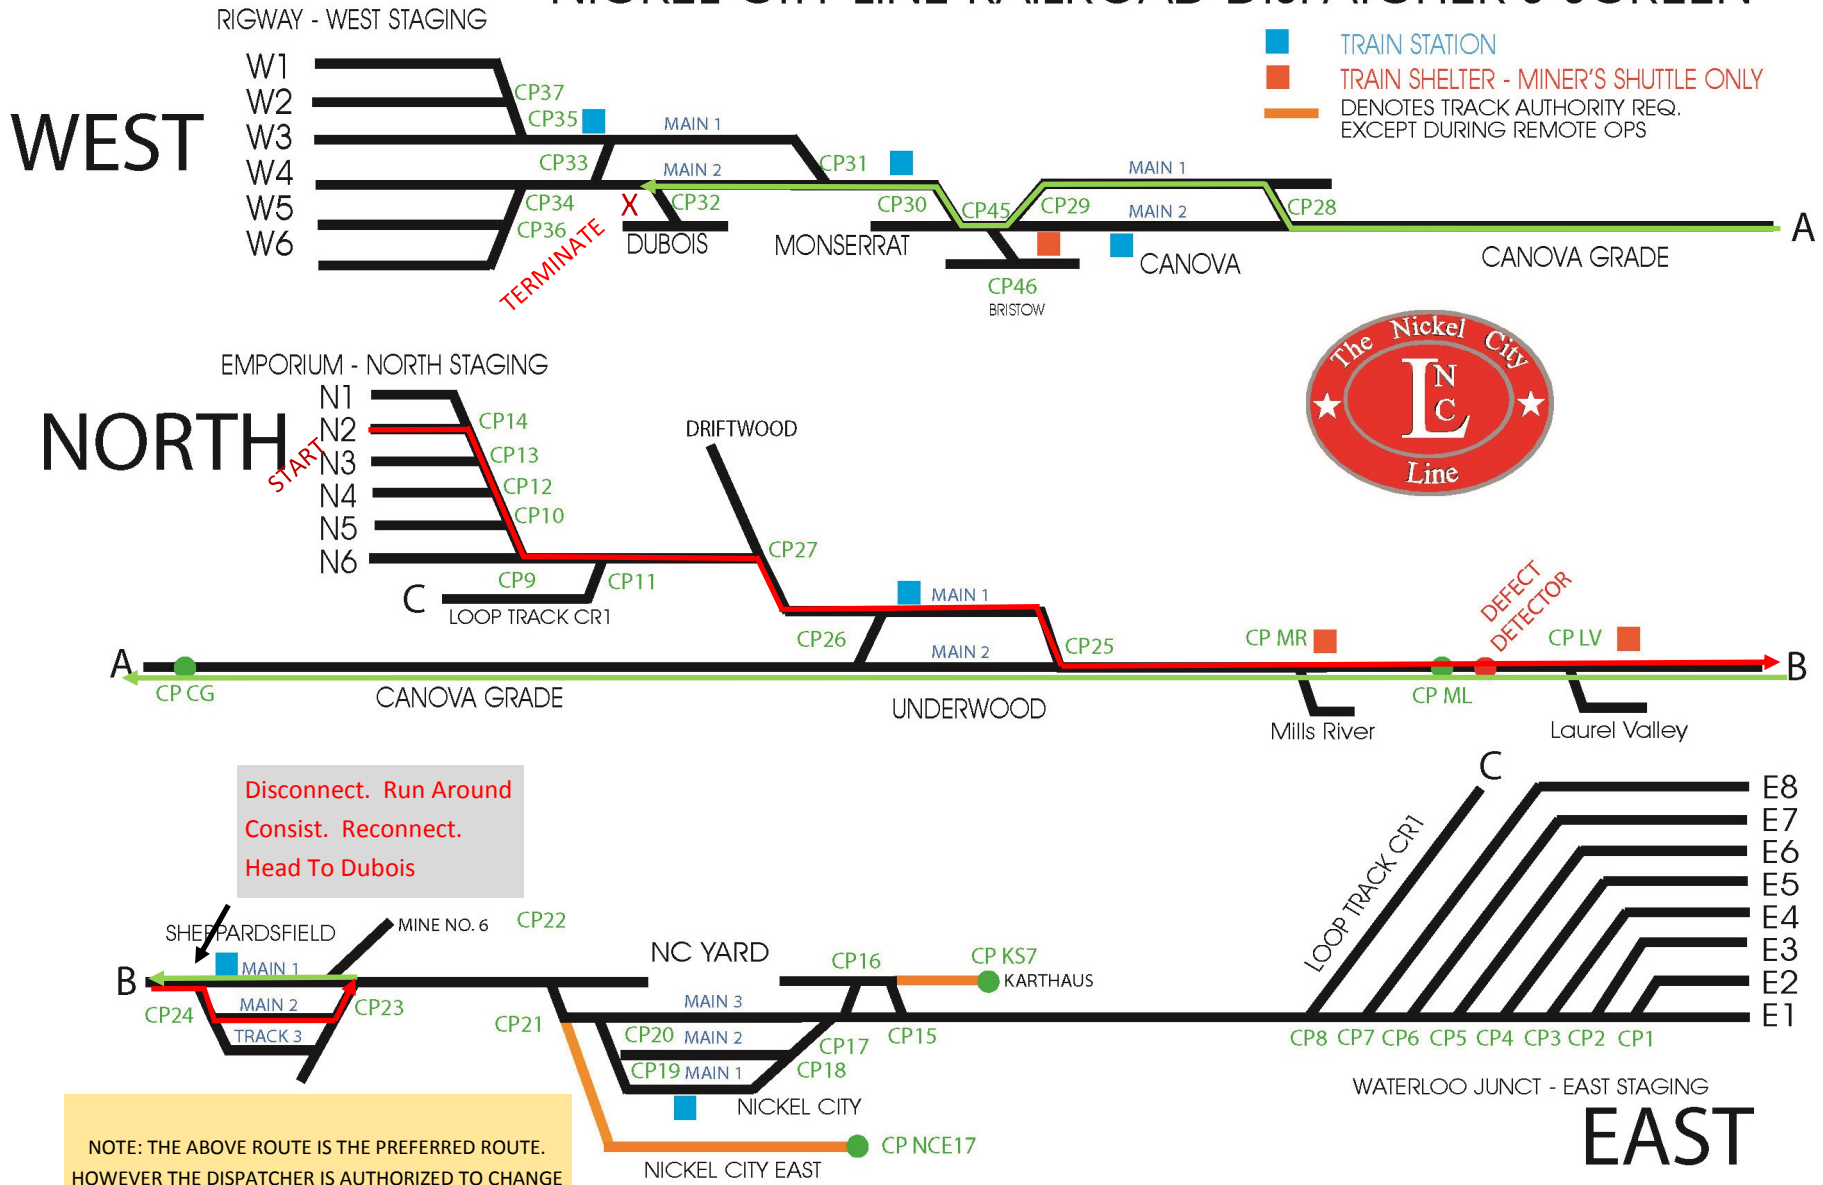 NICKEL CITY LINE RAILROAD DISPATCHER'S SCREEN
RIGWAY - WEST STAGING
TRAIN STATION
TRAIN SHELTER - MINER'S SHUTTLE ONLY
DENOTES TRACK AUTHORITY REQ.
EXCEPT DURING REMOTE OPS
WEST
W1
W2
W3
W4
W5
W6
CP37
CP35
CP33
CP34
CP36
MAIN 1
MAIN 2
CP31
CP32
X
TERMINATE
DUBOIS
MONSERRAT
CP30
CP45
CP29
MAIN 1
MAIN 2
CP28
CANOVA
CP46
BRISTOW
CANOVA GRADE
A
The Nickel City
L N C
Line
EMPORIUM - NORTH STAGING
NORTH
START
N1
N2
N3
N4
N5
N6
CP14
CP13
CP12
CP10
CP9
CP11
C
LOOP TRACK CR1
DRIFTWOOD
CP27
CP26
MAIN 1
MAIN 2
CP25
CP MR
DEFECT
DETECTOR
CP LV
A
CP CG
CANOVA GRADE
UNDERWOOD
Mills River
CP ML
Laurel Valley
B
Disconnect. Run Around
Consist. Reconnect.
Head To Dubois
SHEPPARDSFIELD
MINE NO. 6
B
MAIN 1
MAIN 2
TRACK 3
CP24
CP23
CP22
CP21
NC YARD
MAIN 3
CP20
MAIN 2
CP19
MAIN 1
CP16
CP17
CP18
CP15
CP KS7
KARTHAUS
NICKEL CITY
CP NCE17
NICKEL CITY EAST
C
LOOP TRACK CR1
E8
E7
E6
E5
E4
E3
E2
E1
CP8 CP7 CP6 CP5 CP4 CP3 CP2 CP1
WATERLOO JUNCT - EAST STAGING
EAST
NOTE: THE ABOVE ROUTE IS THE PREFERRED ROUTE.
HOWEVER THE DISPATCHER IS AUTHORIZED TO CHANGE